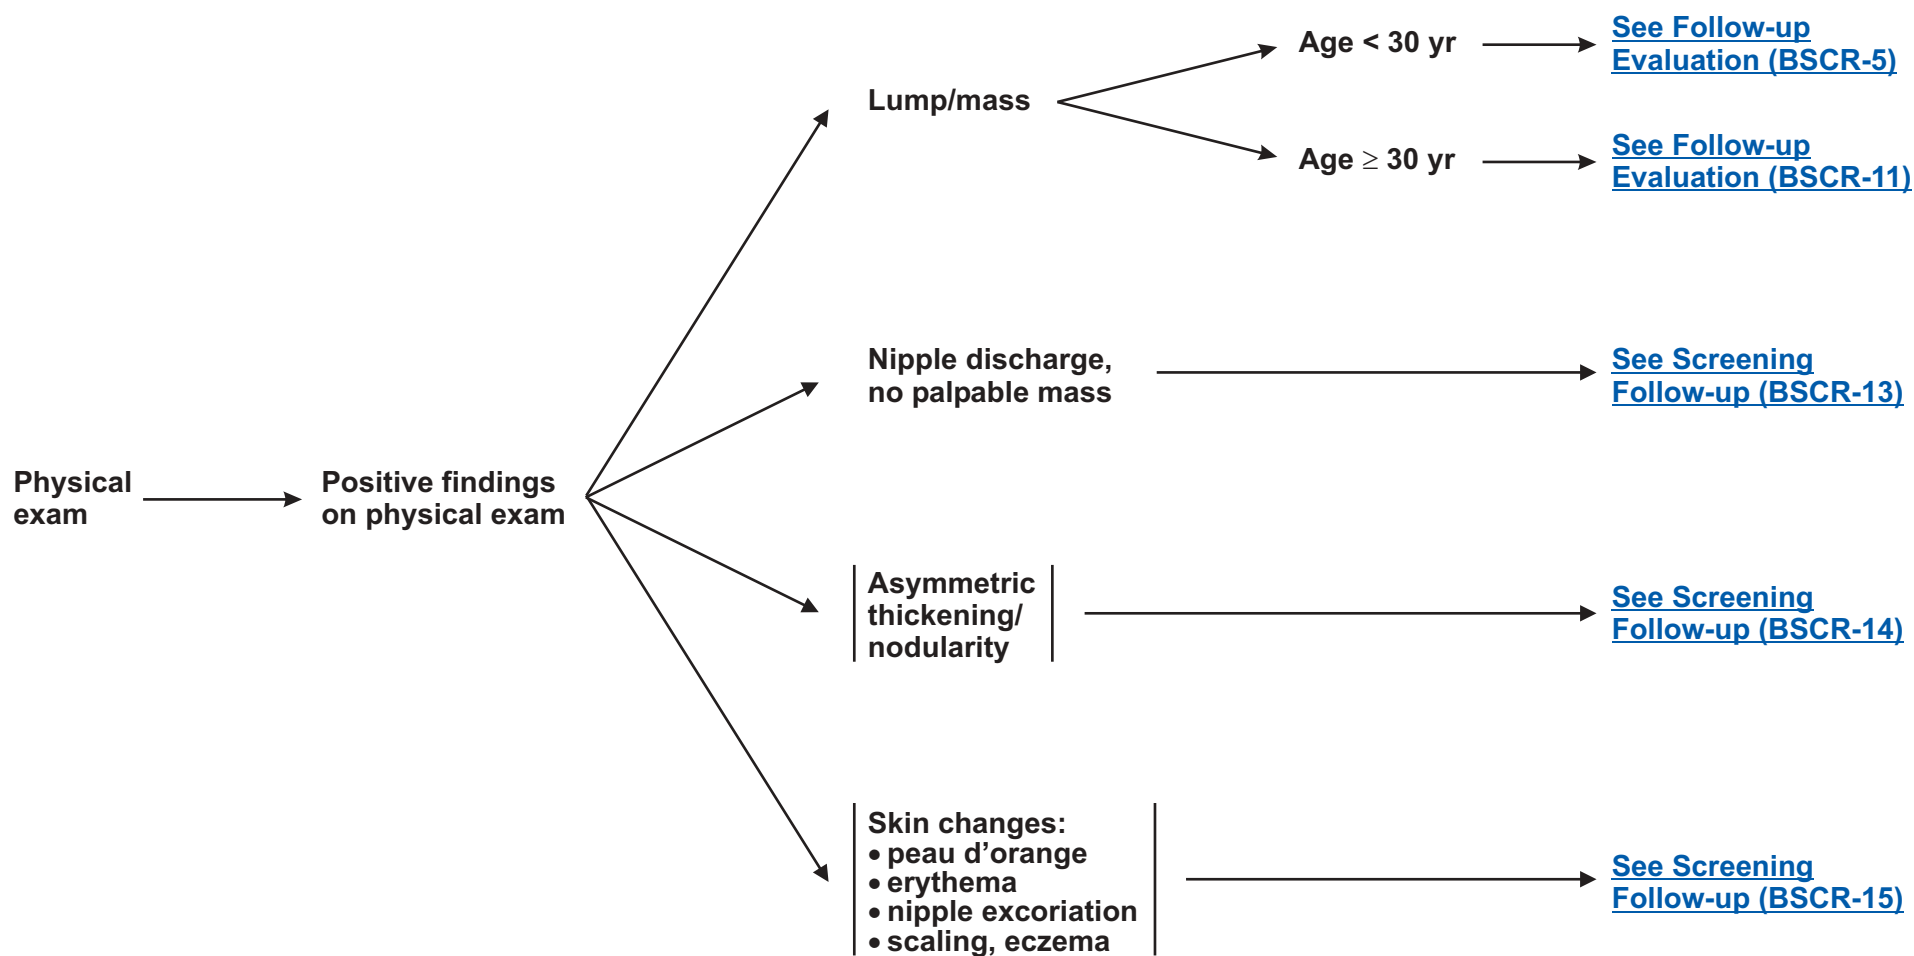 Physical
exam
Positive findings
on physical exam
Lump/mass
Age < 30 yr
See Follow-up
Evaluation (BSCR-5)
Age ≥ 30 yr
See Follow-up
Evaluation (BSCR-11)
Nipple discharge,
no palpable mass
See Screening
Follow-up (BSCR-13)
Asymmetric
thickening/
nodularity
See Screening
Follow-up (BSCR-14)
Skin changes:
• peau d’orange
• erythema
• nipple excoriation
• scaling, eczema
See Screening
Follow-up (BSCR-15)